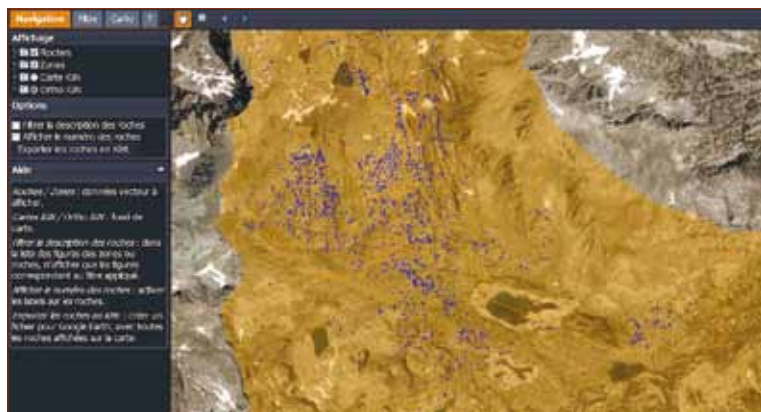 Navigation Filtre Carto ?
Affichage
Roches
Zones
Carte IGN
Ortho IGN
Options
Filtrer la description des roches
Afficher le numéro des roches
Exporter les roches en KML
Aide
Roches / Zones : données vecteur à
afficher.
Cartes IGN / Ortho IGN : fond de
carte.
Filtrer la description des roches : dans
la liste des figures des zones ou
roches, n'afficher que les figures
correspondant au filtre appliqué.
Afficher le numéro des roches : activer
les labels sur les roches.
Exporter les roches en KML : créer un
fichier pour Google Earth, avec toutes
les roches affichées sur la carte.